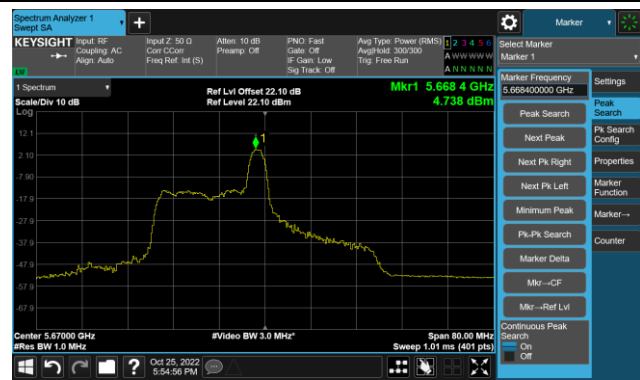 Spectrum Analyzer 1
Swept SA
Marker
KEYSIGHT
Input: RF
Coupling: AC
Align: Auto
Input Z: 50 Ω
Corr CCorr
Freq Ref: Int (S)
Atten: 10 dB
Preamp: Off
PNO: Fast
Gate: Off
IF Gain: Low
Sig Track: Off
Avg Type: Power (RMS)
Avg|Hold: 300/300
Trig: Free Run
1 2 3 4 5 6
A W W W W W
A N N N N N
Select Marker
Marker 1
1 Spectrum
Scale/Div 10 dB
Log
Ref Lvl Offset 22.10 dB
Ref Level 22.10 dBm
Mkr1 5.668 4 GHz
4.738 dBm
12.1
2.10
-7.90
-17.9
-27.9
-37.9
-47.9
-57.9
-67.9
1
Center 5.67000 GHz
#Res BW 1.0 MHz
#Video BW 3.0 MHz*
Span 80.00 MHz
Sweep 1.01 ms (401 pts)
Marker Frequency
5.668400000 GHz
Peak Search
Next Peak
Next Pk Right
Next Pk Left
Minimum Peak
Pk-Pk Search
Marker Delta
Mkr→CF
Mkr→Ref Lvl
Continuous Peak
Search
On
Off
Settings
Peak
Search
Pk Search
Config
Properties
Marker
Function
Marker→
Counter
?
Oct 25, 2022
5:54:56 PM